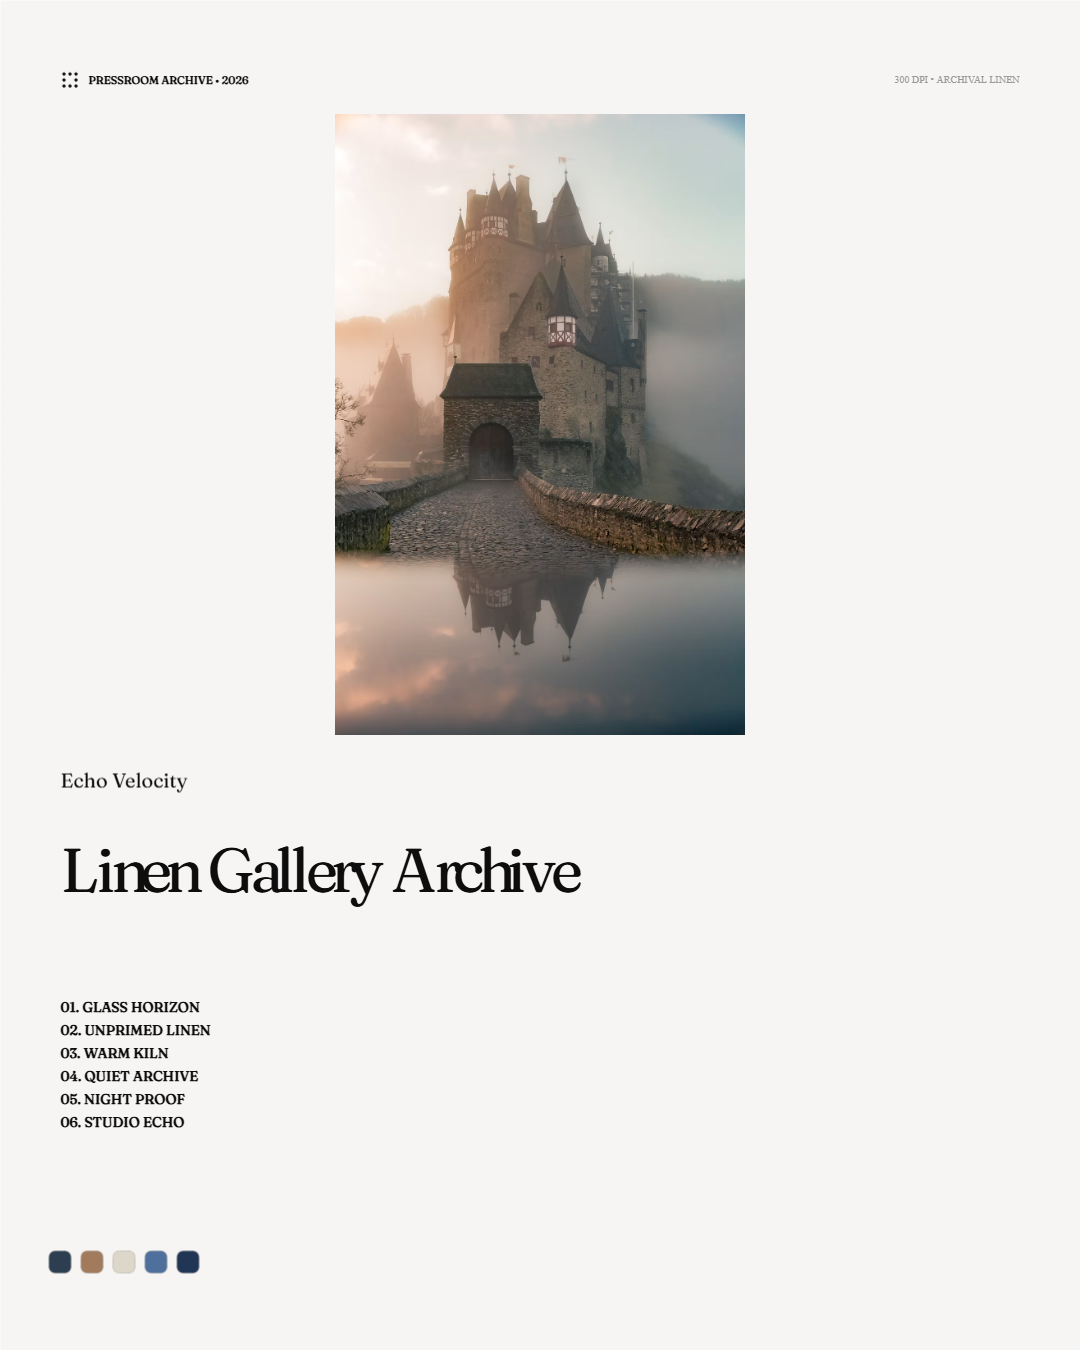 PRESSROOM ARCHIVE • 2026
300 DPI • ARCHIVAL LINEN
Echo Velocity
Linen Gallery Archive
01. GLASS HORIZON
02. UNPRIMED LINEN
03. WARM KILN
04. QUIET ARCHIVE
05. NIGHT PROOF
06. STUDIO ECHO